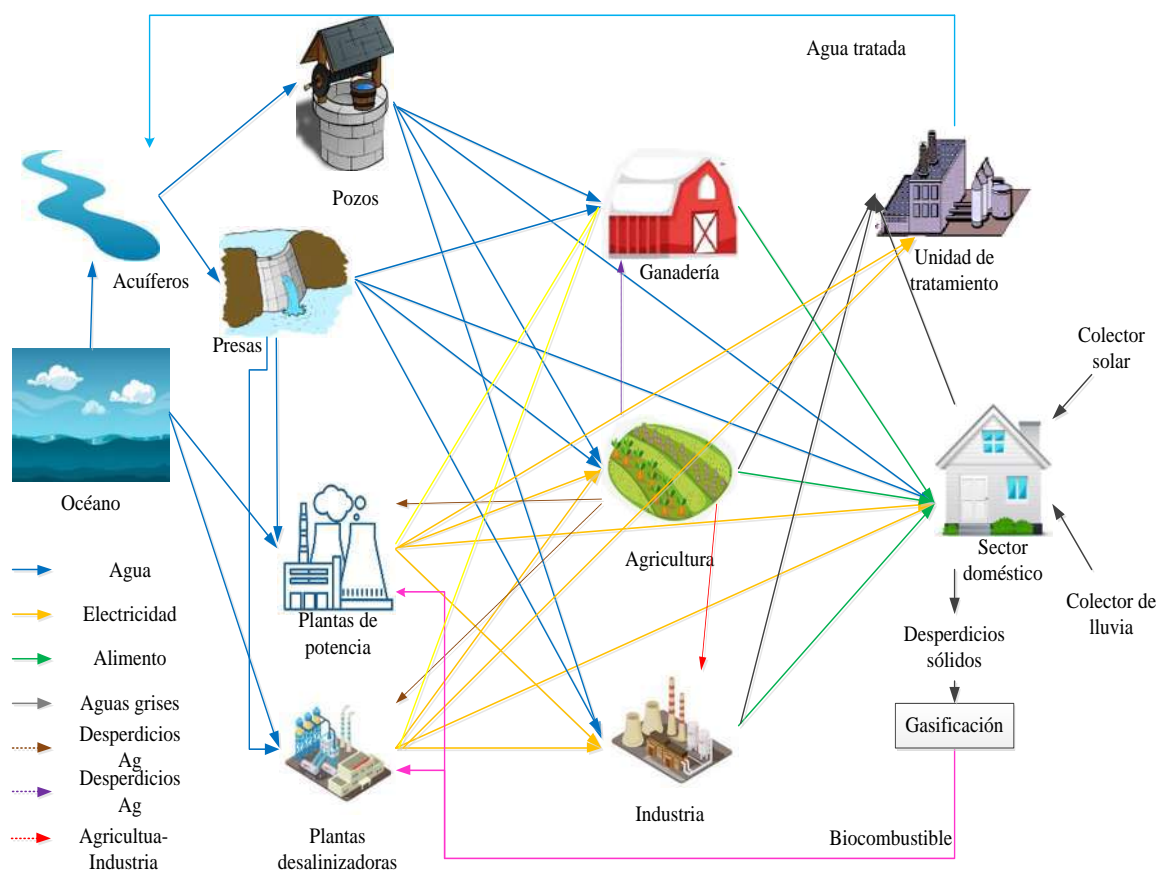 Agua tratada
Pozos
Acuíferos
Ganadería
Unidad de
tratamiento
Presas
Colector
solar
Océano
Agricultura
Sector
doméstico
Agua
Electricidad
Alimento
Aguas grises
Desperdicios
Ag
Desperdicios
Ag
Agricultua-
Industria
Plantas de
potencia
Colector de
lluvia
Desperdicios
sólidos
Gasificación
Industria
Plantas
desalinizadoras
Biocombustible